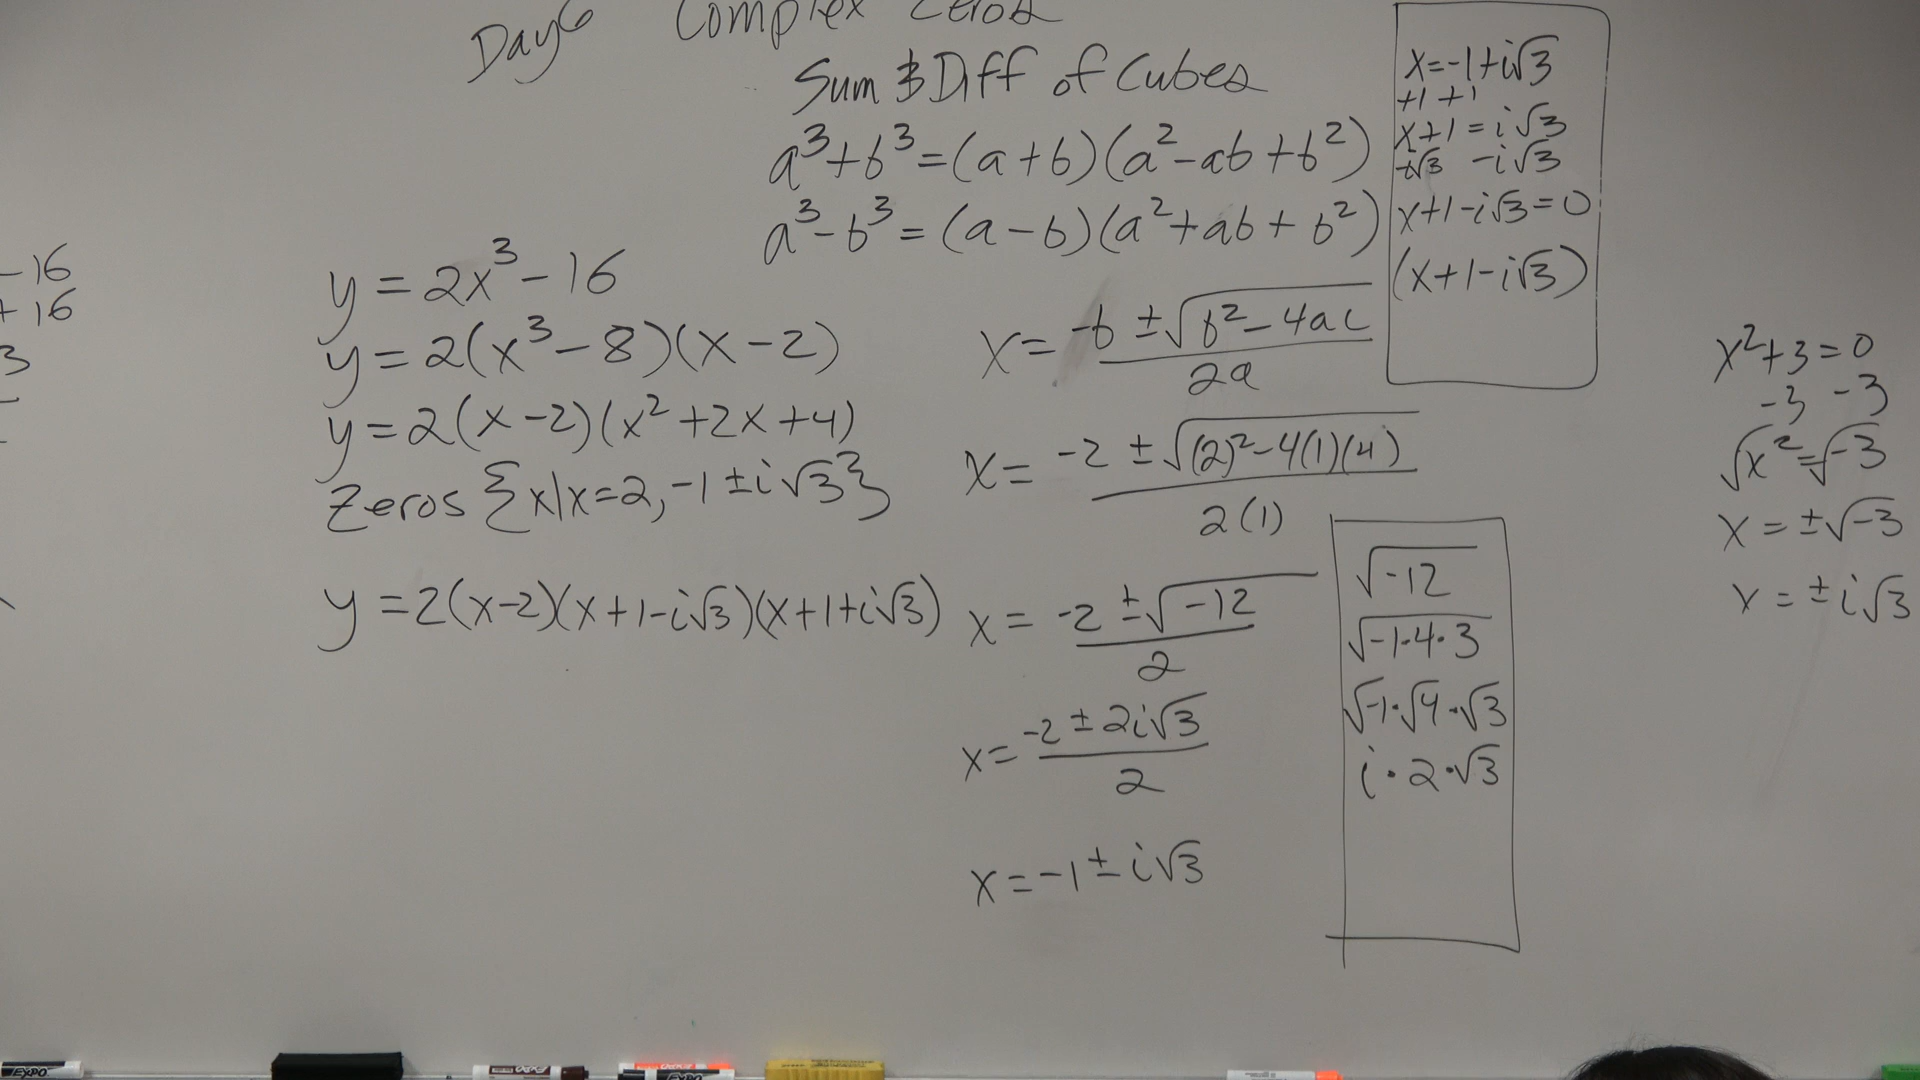 Day 6 Complex Zeros
Sum & Diff of Cubes
a³+b³=(a+b)(a²-ab+b²)
a³-b³=(a-b)(a²+ab+b²)
-16
+16
3
y=2x³-16
y=2(x³-8)(x-2)
y=2(x-2)(x²+2x+4)
Zeros {x|x=2,-1±i√3}
y=2(x-2)(x+1-i√3)(x+1+i√3)
x=-b±√b²-4ac
2a
x=-2±√(2)²-4(1)(4)
2(1)
x=-2±√-12
2
x=-2±2i√3
2
x=-1±i√3
x=-1+i√3
+1 +1
x+1=i√3
-i√3 -i√3
x+1-i√3=0
(x+1-i√3)
√-12
√-1·4·3
√-1·√4·√3
i·2·√3
x²+3=0
-3 -3
√x²=√-3
x=±√-3
x=±i√3
EXPO
EXPO
EXPO